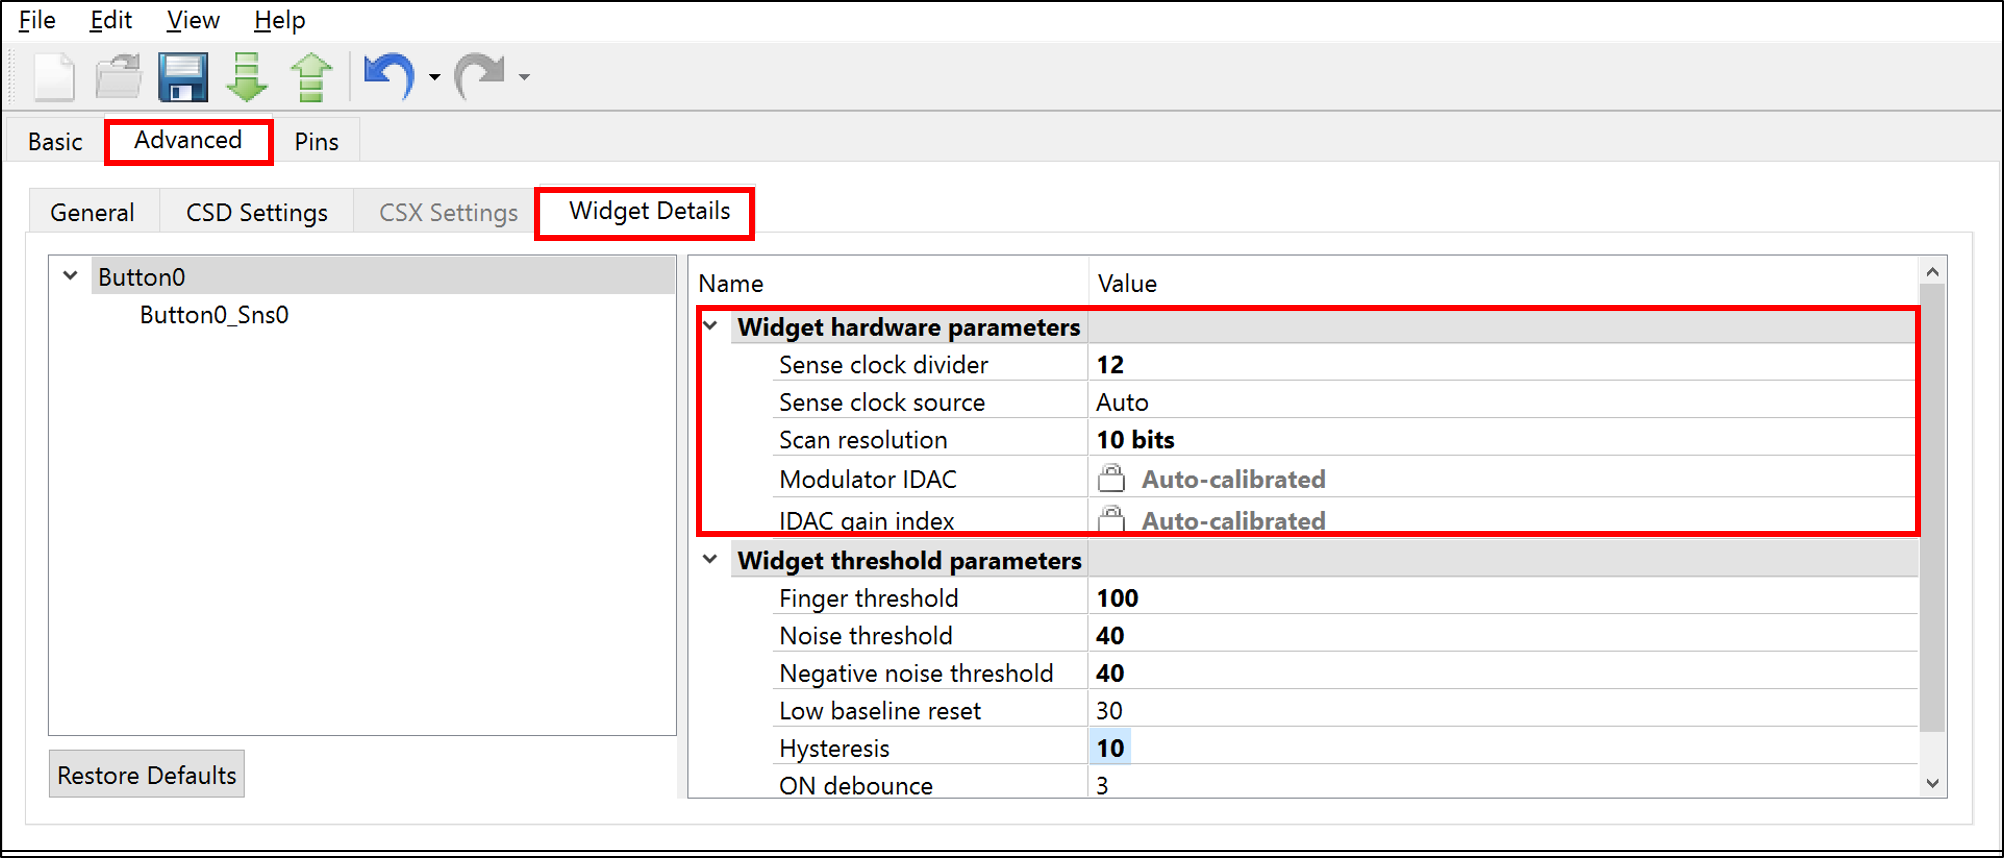 File Edit View Help
Basic Advanced Pins
General CSD Settings CSX Settings Widget Details
Button0
Button0_Sns0
Restore Defaults
Name Value
Widget hardware parameters
Sense clock divider 12
Sense clock source Auto
Scan resolution 10 bits
Modulator IDAC Auto-calibrated
IDAC gain index Auto-calibrated
Widget threshold parameters
Finger threshold 100
Noise threshold 40
Negative noise threshold 40
Low baseline reset 30
Hysteresis 10
ON debounce 3